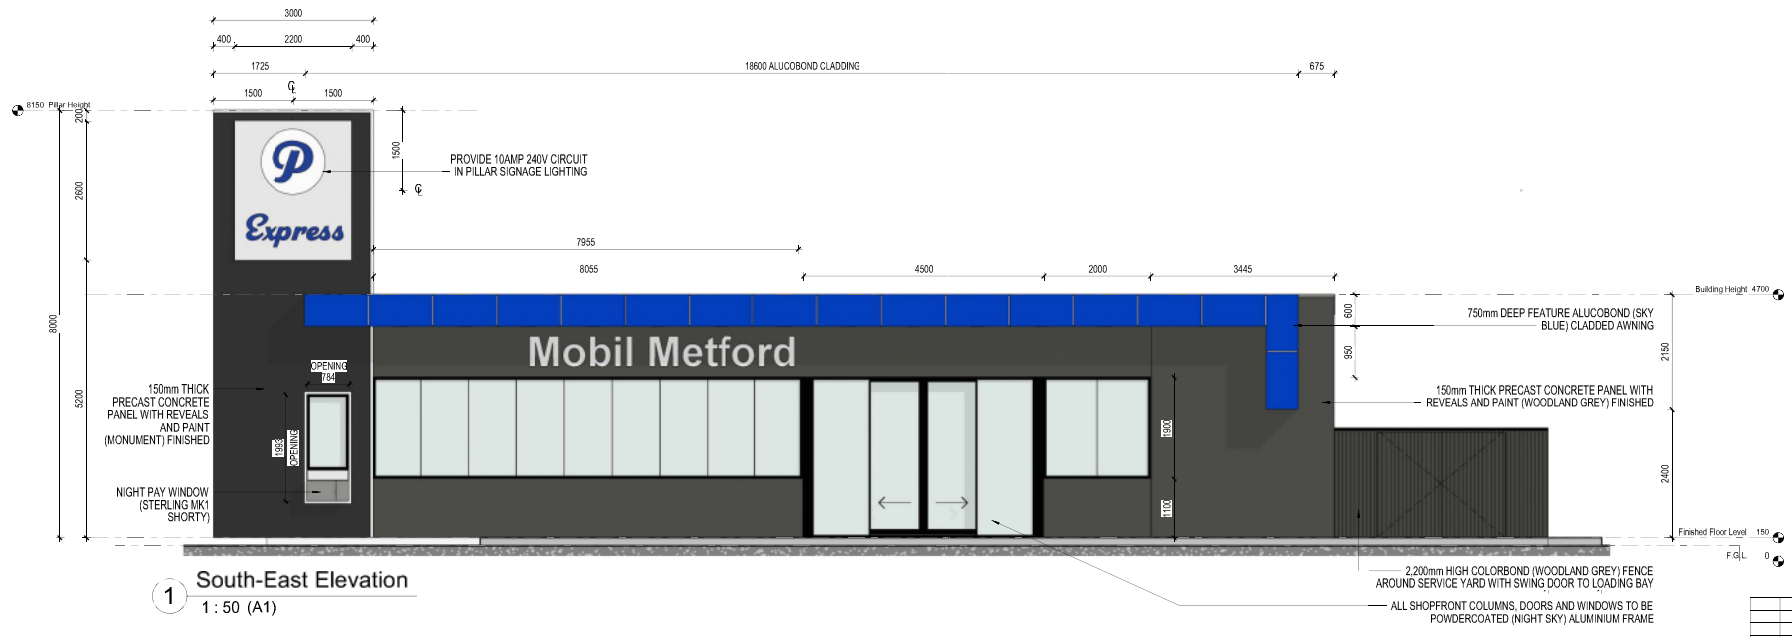 3000
400
2200
400
1725
18600 ALUCOBOND CLADDING
675
1500
1500
8150 Pillar Height
200
2600
5200
8000
1500
P
Express
PROVIDE 10AMP 240V CIRCUIT
IN PILLAR SIGNAGE LIGHTING
7955
8055
4500
2000
3445
Building Height 4700
600
950
2150
2400
750mm DEEP FEATURE ALUCOBOND (SKY
BLUE) CLADDED AWNING
Mobil Metford
OPENING
784
1993
OPENING
150mm THICK
PRECAST CONCRETE
PANEL WITH REVEALS
AND PAINT
(MONUMENT) FINISHED
150mm THICK PRECAST CONCRETE PANEL WITH
REVEALS AND PAINT (WOODLAND GREY) FINISHED
1900
1100
NIGHT PAY WINDOW
(STERLING MK1
SHORTY)
Finished Floor Level 150
F.G.L. 0
2,200mm HIGH COLORBOND (WOODLAND GREY) FENCE
AROUND SERVICE YARD WITH SWING DOOR TO LOADING BAY
1
South-East Elevation
1 : 50 (A1)
ALL SHOPFRONT COLUMNS, DOORS AND WINDOWS TO BE
POWDERCOATED (NIGHT SKY) ALUMINIUM FRAME